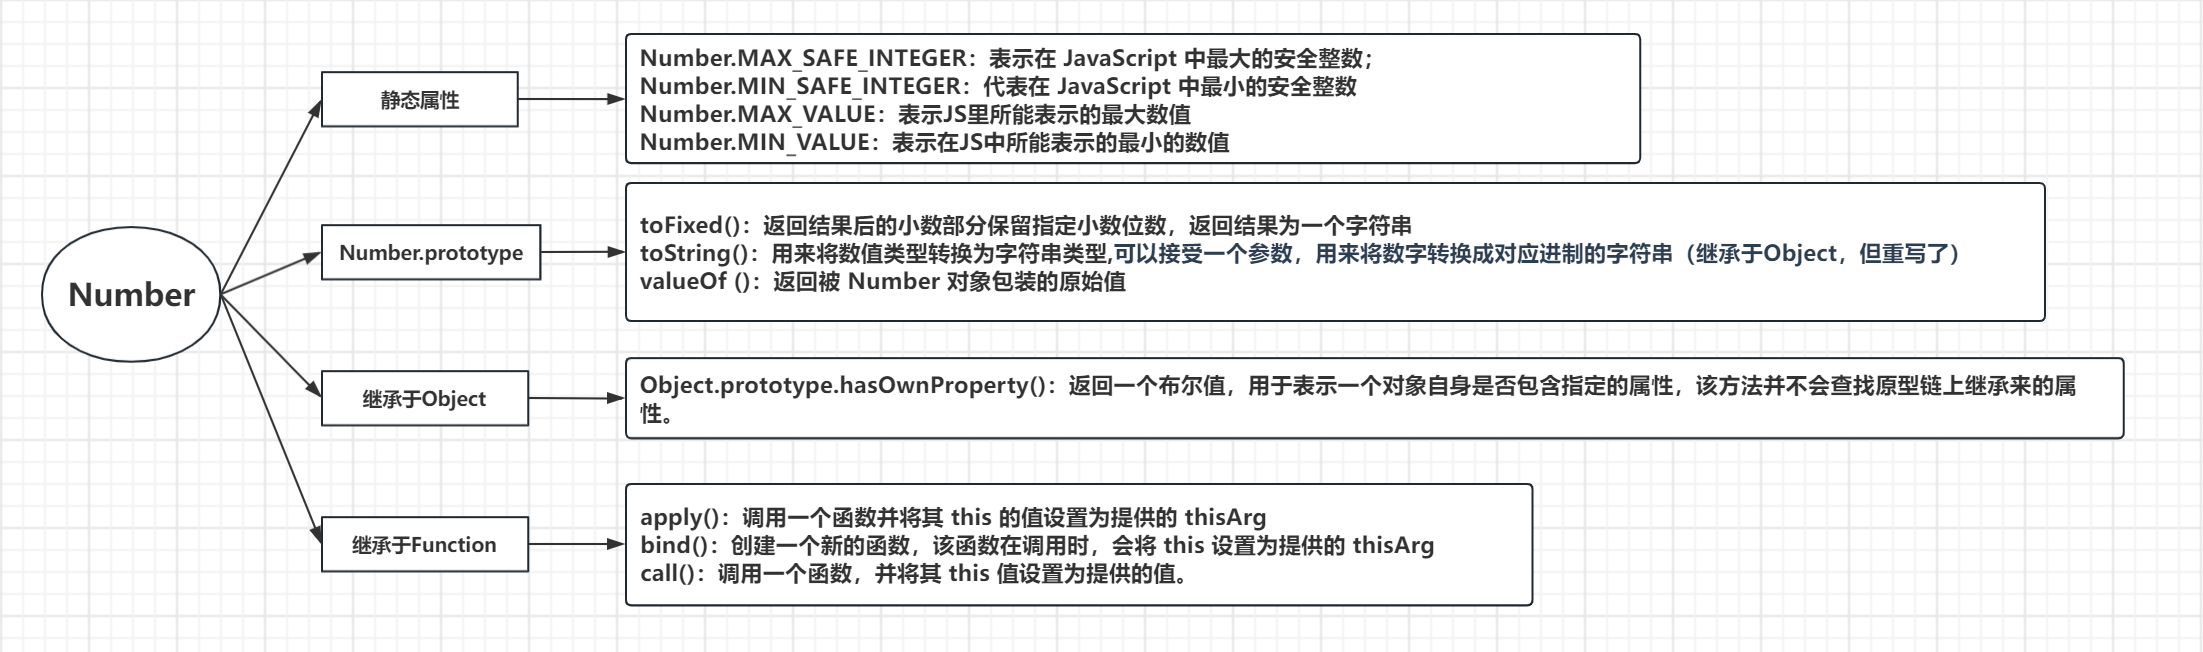 Number
静态属性
Number.MAX_SAFE_INTEGER：表示在 JavaScript 中最大的安全整数；
Number.MIN_SAFE_INTEGER：代表在 JavaScript 中最小的安全整数
Number.MAX_VALUE：表示JS里所能表示的最大数值
Number.MIN_VALUE：表示在JS中所能表示的最小的数值
Number.prototype
toFixed()：返回结果后的小数部分保留指定小数位数，返回结果为一个字符串
toString()：用来将数值类型转换为字符串类型,可以接受一个参数，用来将数字转换成对应进制的字符串（继承于Object，但重写了）
valueOf ()：返回被 Number 对象包装的原始值
继承于Object
Object.prototype.hasOwnProperty()：返回一个布尔值，用于表示一个对象自身是否包含指定的属性，该方法并不会查找原型链上继承来的属
性。
继承于Function
apply()：调用一个函数并将其 this 的值设置为提供的 thisArg
bind()：创建一个新的函数，该函数在调用时，会将 this 设置为提供的 thisArg
call()：调用一个函数，并将其 this 值设置为提供的值。